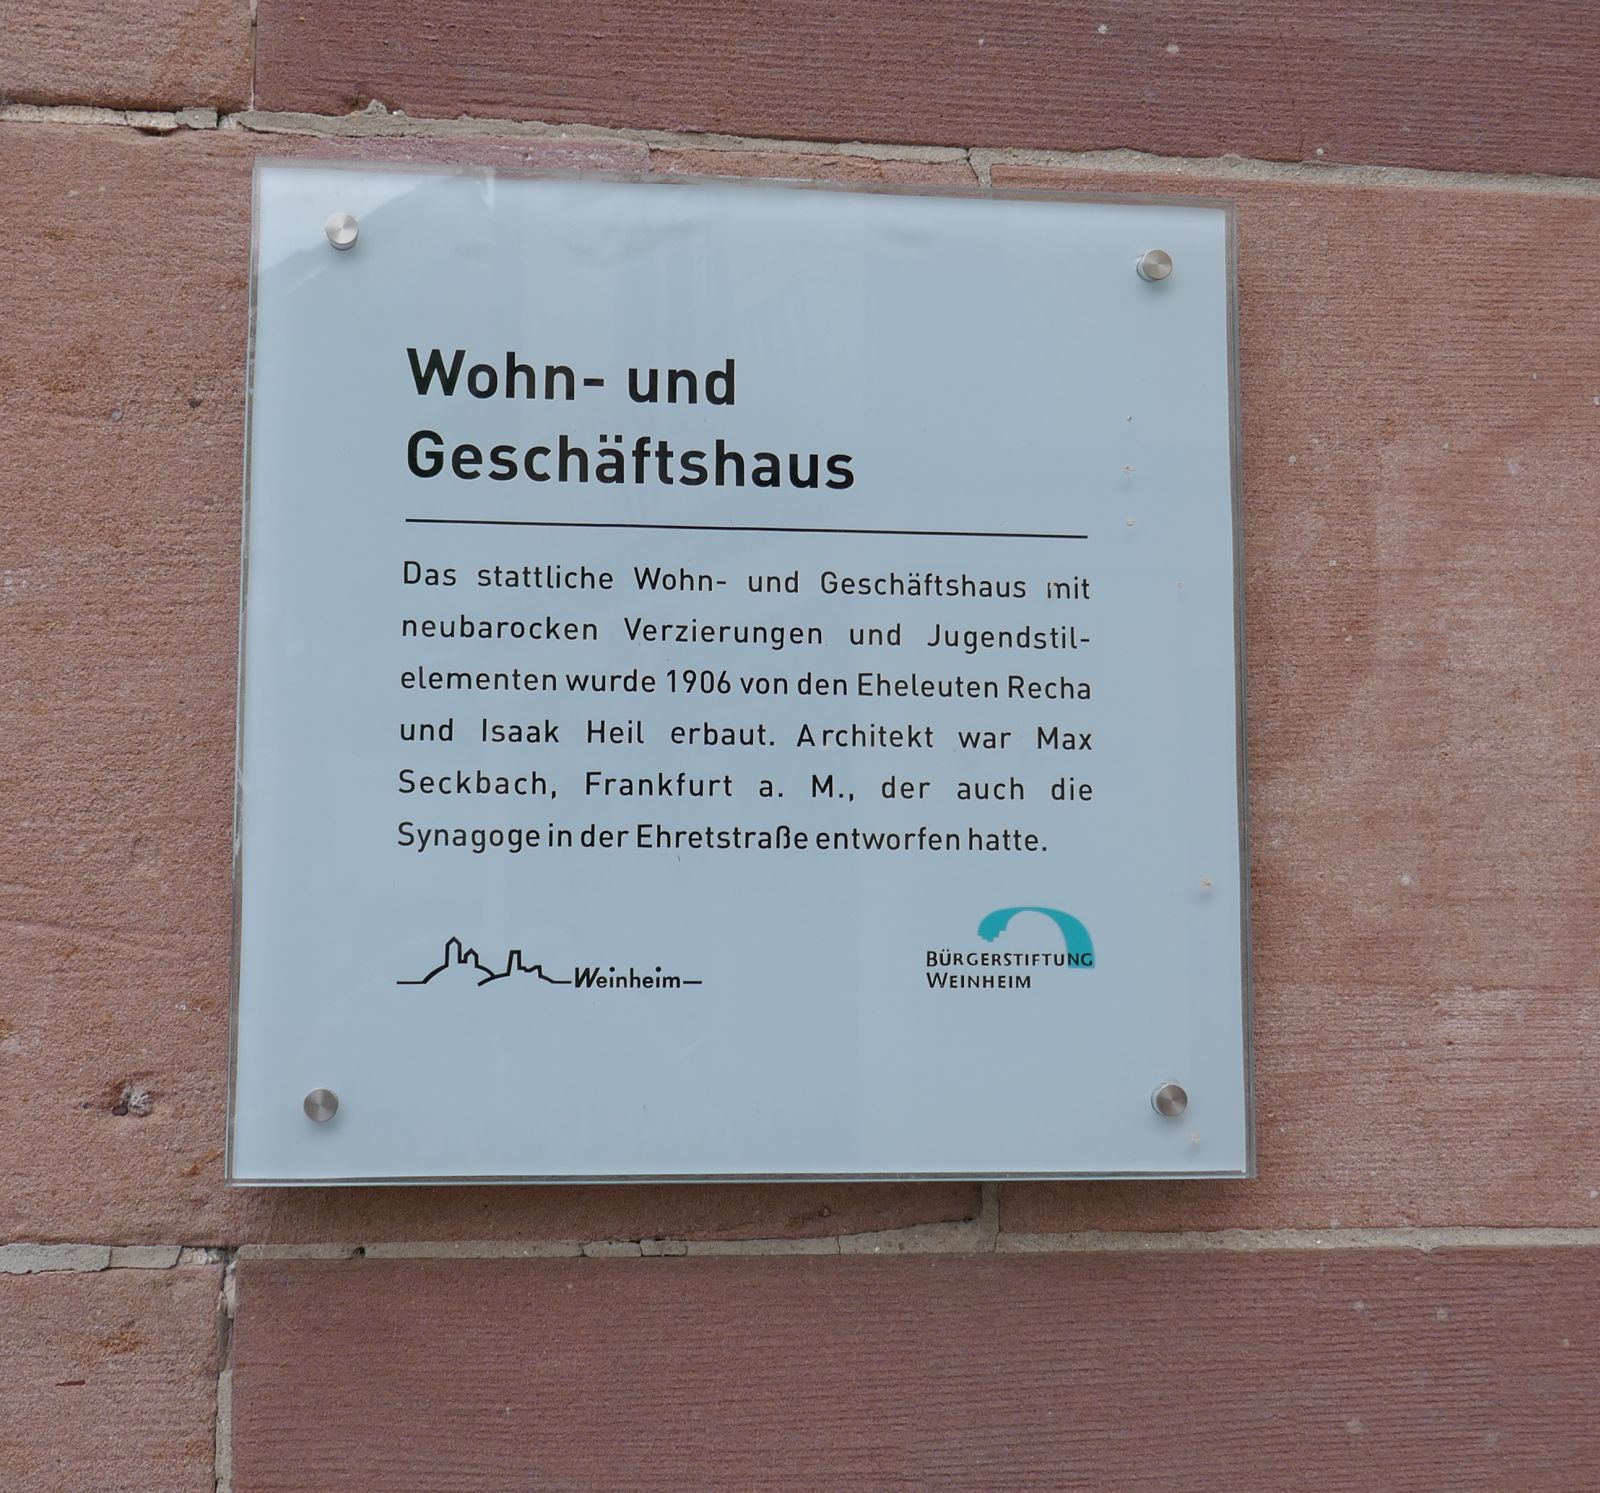 Wohn- und
Geschäftshaus
Das stattliche Wohn- und Geschäftshaus mit
neubarocken Verzierungen und Jugendstil-
elementen wurde 1906 von den Eheleuten Recha
und Isaak Heil erbaut. Architekt war Max
Seckbach, Frankfurt a. M., der auch die
Synagoge in der Ehretstraße entworfen hatte.
Weinheim
BÜRGERSTIFTUNG
WEINHEIM